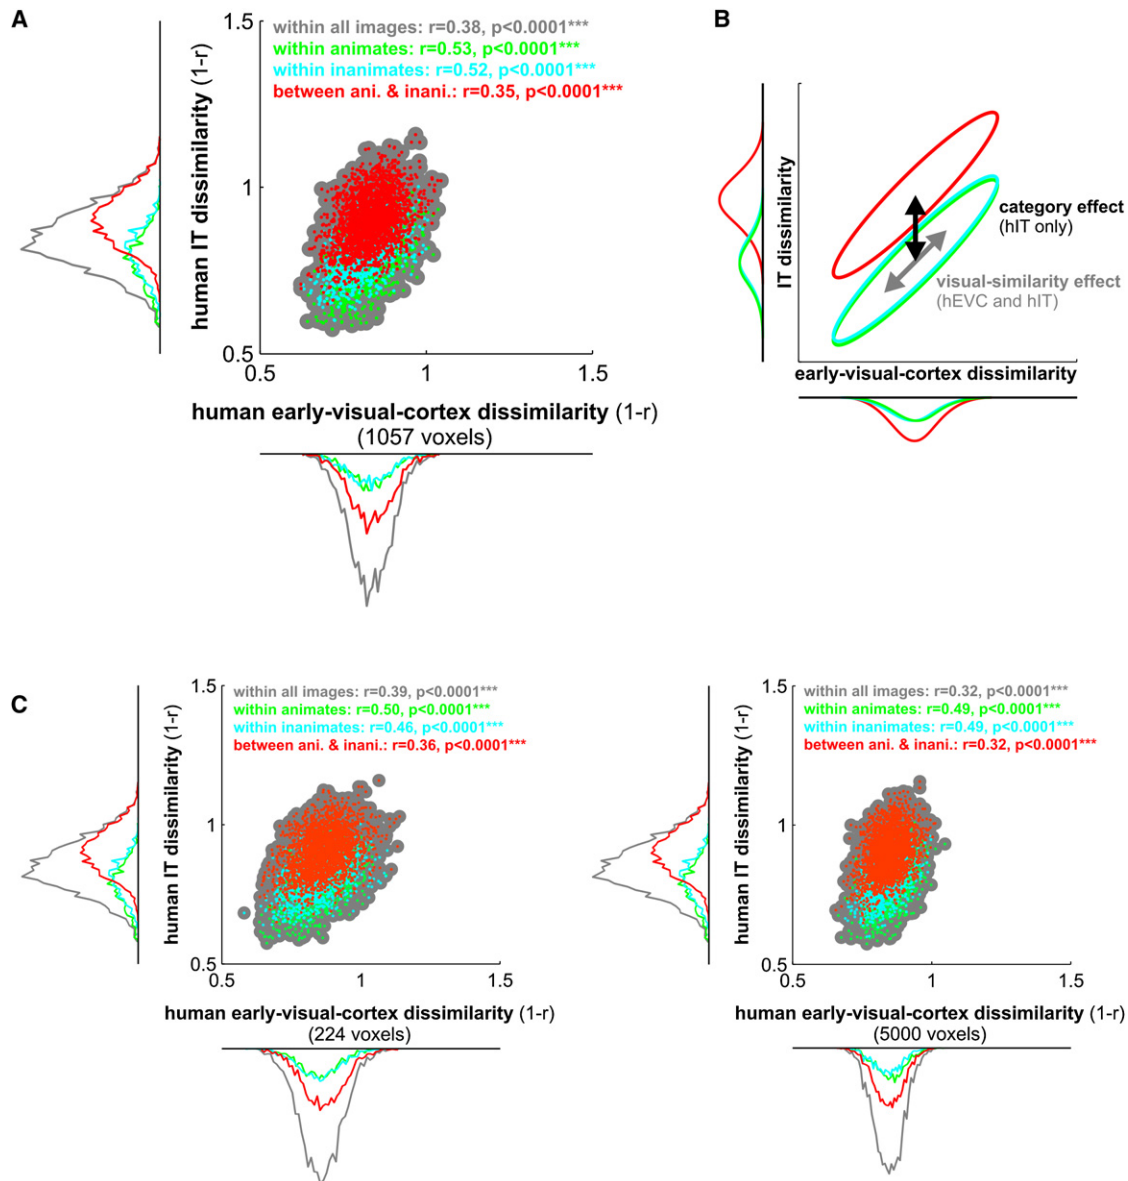 A
1.5
within all images: r=0.38, p<0.0001***
within animates: r=0.53, p<0.0001***
within inanimates: r=0.52, p<0.0001***
between ani. & inani.: r=0.35, p<0.0001***
human IT dissimilarity (1-r)
1
0.5
0.5
1
1.5
human early-visual-cortex dissimilarity (1-r)
(1057 voxels)
B
IT dissimilarity
category effect
(hIT only)
visual-similarity effect
(hEVC and hIT)
early-visual-cortex dissimilarity
C
1.5
within all images: r=0.39, p<0.0001***
within animates: r=0.50, p<0.0001***
within inanimates: r=0.46, p<0.0001***
between ani. & inani.: r=0.36, p<0.0001***
human IT dissimilarity (1-r)
1
0.5
0.5
1
1.5
human early-visual-cortex dissimilarity (1-r)
(224 voxels)
1.5
within all images: r=0.32, p<0.0001***
within animates: r=0.49, p<0.0001***
within inanimates: r=0.49, p<0.0001***
between ani. & inani.: r=0.32, p<0.0001***
human IT dissimilarity (1-r)
1
0.5
0.5
1
1.5
human early-visual-cortex dissimilarity (1-r)
(5000 voxels)